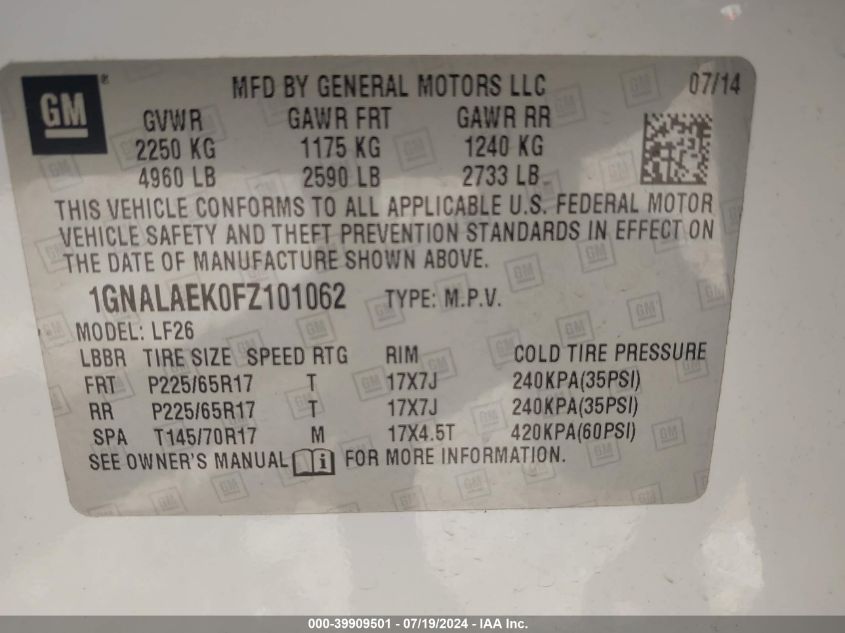 GM® MFD BY GENERAL MOTORS LLC 07/14
GVWR GAWR FRT GAWR RR
2250 KG 1175 KG 1240 KG
4960 LB 2590 LB 2733 LB
THIS VEHICLE CONFORMS TO ALL APPLICABLE U.S. FEDERAL MOTOR
VEHICLE SAFETY AND THEFT PREVENTION STANDARDS IN EFFECT ON
THE DATE OF MANUFACTURE SHOWN ABOVE.
1GNALAEK0FZ101062 TYPE: M.P.V.
MODEL: LF26
LBBR TIRE SIZE SPEED RTG RIM COLD TIRE PRESSURE
FRT P225/65R17 T 17X7J 240KPA(35PSI)
RR P225/65R17 T 17X7J 240KPA(35PSI)
SPA T145/70R17 M 17X4.5T 420KPA(60PSI)
SEE OWNER'S MANUAL i FOR MORE INFORMATION.
000-39909501 - 07/19/2024 - IAA Inc.